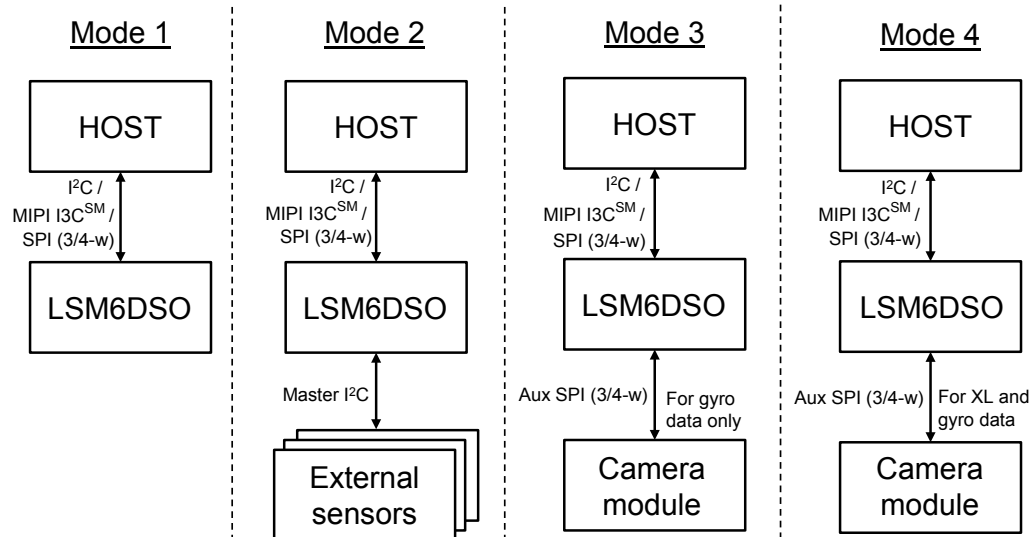 Mode 1
HOST
I²C /
MIPI I3C^SM /
SPI (3/4-w)
LSM6DSO
Mode 2
HOST
I²C /
MIPI I3C^SM /
SPI (3/4-w)
LSM6DSO
Master I²C
External
sensors
Mode 3
HOST
I²C /
MIPI I3C^SM /
SPI (3/4-w)
LSM6DSO
Aux SPI (3/4-w)
For gyro
data only
Camera
module
Mode 4
HOST
I²C /
MIPI I3C^SM /
SPI (3/4-w)
LSM6DSO
Aux SPI (3/4-w)
For XL and
gyro data
Camera
module